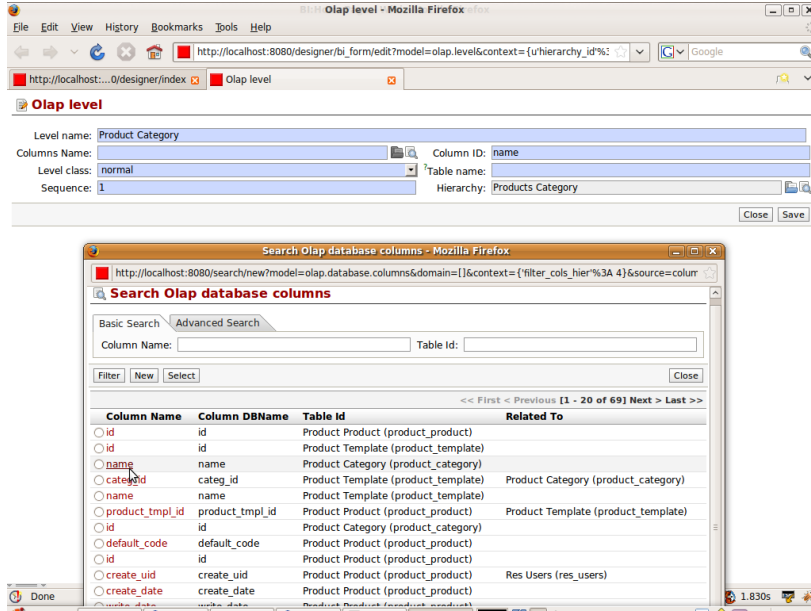 Olap level - Mozilla Firefox
File Edit View History Bookmarks Tools Help
http://localhost:8080/designer/bi_form/edit?model=olap.level&context={u'hierarchy_id'%3
Google
http://localhost:...0/designer/index
Olap level
Olap level
Level name: Product Category
Columns Name: Column ID: name
Level class: normal ?Table name:
Sequence: 1 Hierarchy: Products Category
Close Save
Search Olap database columns - Mozilla Firefox
http://localhost:8080/search/new?model=olap.database.columns&domain=[]&context={'filter_cols_hier'%3A 4}&source=colum
Search Olap database columns
Basic Search Advanced Search
Column Name: Table Id:
Filter New Select Close
<< First < Previous [1 - 20 of 69] Next > Last >>
Column Name Column DBName Table Id Related To
id id Product Product (product_product)
id id Product Template (product_template)
name name Product Category (product_category)
categ_id categ_id Product Template (product_template) Product Category (product_category)
name name Product Template (product_template)
product_tmpl_id product_tmpl_id Product Product (product_product) Product Template (product_template)
id id Product Category (product_category)
default_code default_code Product Product (product_product)
id id Product Product (product_product)
create_uid create_uid Product Product (product_product) Res Users (res_users)
create_date create_date Product Product (product_product)
write_date write_date Product Product (product_product)
Done 1.830s